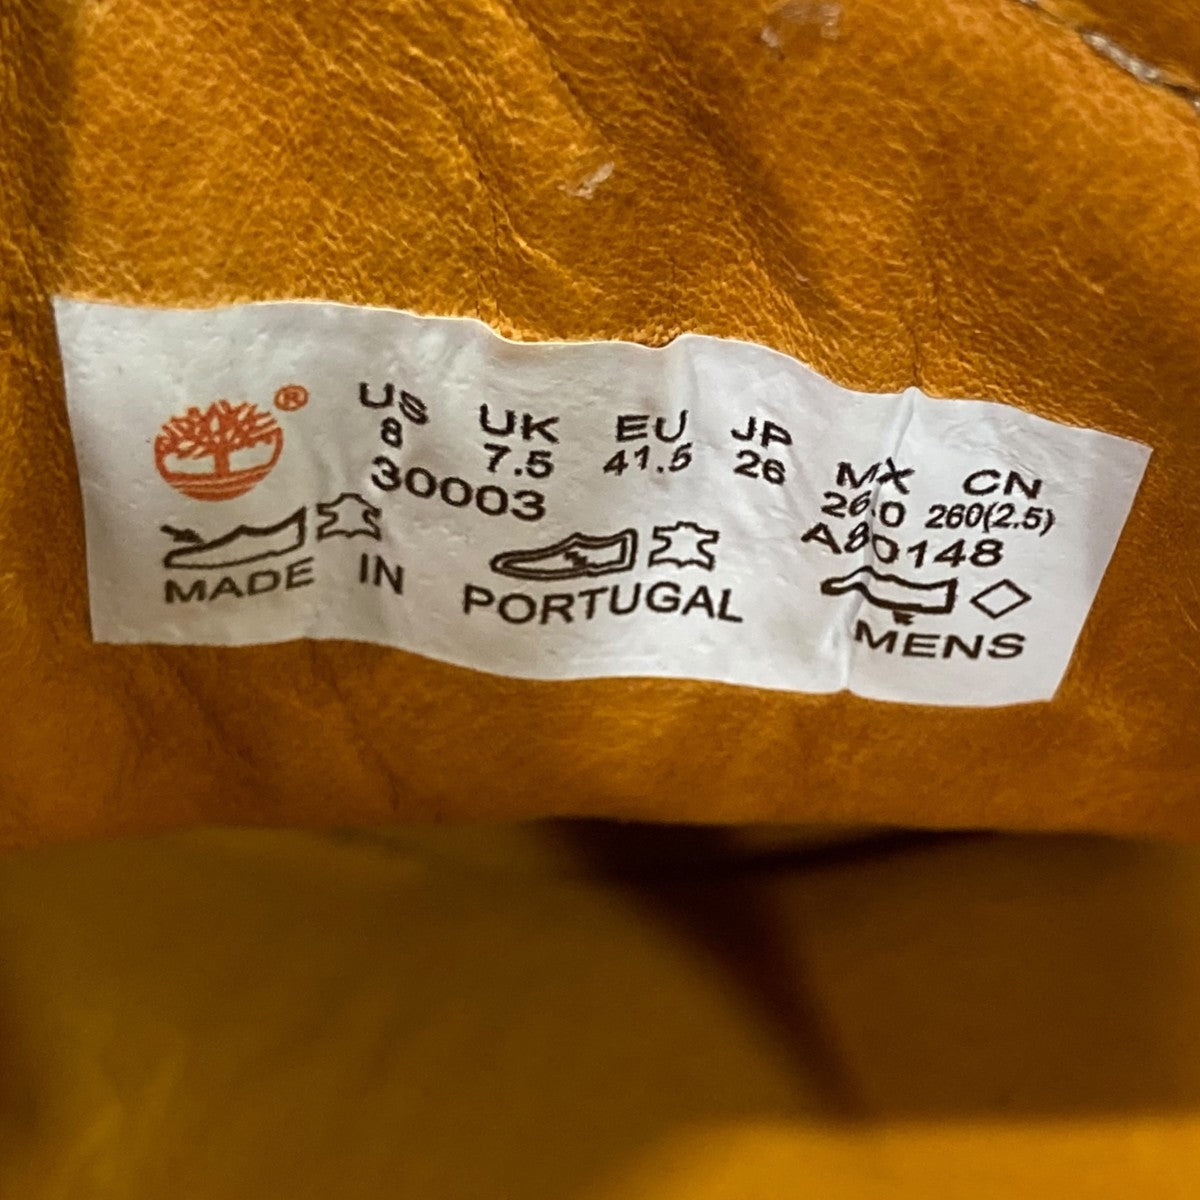 ®
US UK EU JP MX CN
8 7.5 41.5 26 26.0 260(2.5)
30003 A80148
MADE IN PORTUGAL MENS